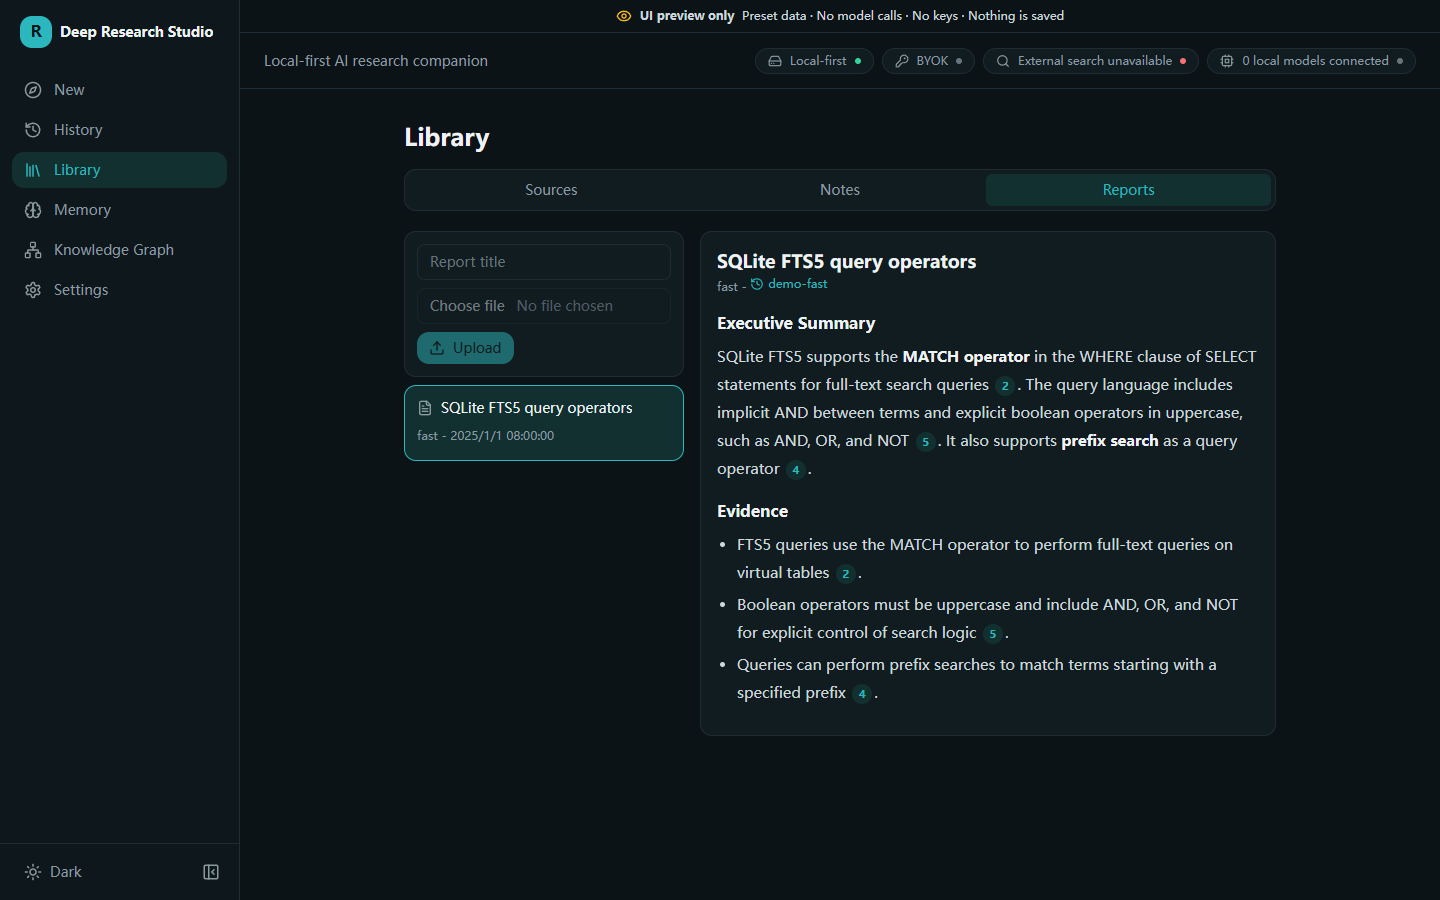 R Deep Research Studio
New
History
Library
Memory
Knowledge Graph
Settings
Dark
UI preview only Preset data · No model calls · No keys · Nothing is saved
Local-first AI research companion
Local-first
BYOK
External search unavailable
0 local models connected
Library
Sources
Notes
Reports
Report title
Choose file No file chosen
Upload
SQLite FTS5 query operators
fast - 2025/1/1 08:00:00
SQLite FTS5 query operators
fast - demo-fast
Executive Summary
SQLite FTS5 supports the MATCH operator in the WHERE clause of SELECT
statements for full-text search queries 2 . The query language includes
implicit AND between terms and explicit boolean operators in uppercase,
such as AND, OR, and NOT 5 . It also supports prefix search as a query
operator 4 .
Evidence
• FTS5 queries use the MATCH operator to perform full-text queries on
virtual tables 2 .
• Boolean operators must be uppercase and include AND, OR, and NOT
for explicit control of search logic 5 .
• Queries can perform prefix searches to match terms starting with a
specified prefix 4 .